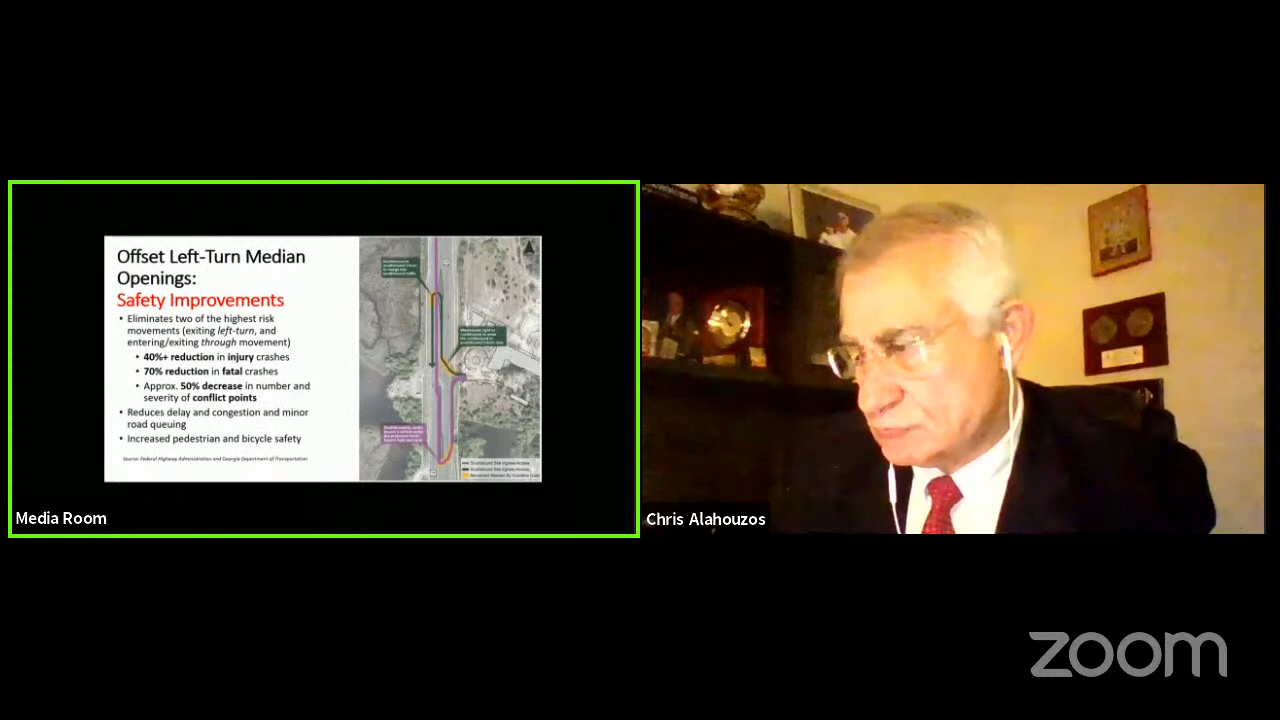 Offset Left-Turn Median
Openings:
Safety Improvements
• Eliminates two of the highest risk
movements (exiting left-turn, and
entering/exiting through movement)
• 40%+ reduction in injury crashes
• 70% reduction in fatal crashes
• Approx. 50% decrease in number and
severity of conflict points
• Reduces delay and congestion and minor
road queuing
• Increased pedestrian and bicycle safety
Source: Federal Highway Administration and Georgia Department of Transportation
Media Room
Chris Alahouzos
zoom